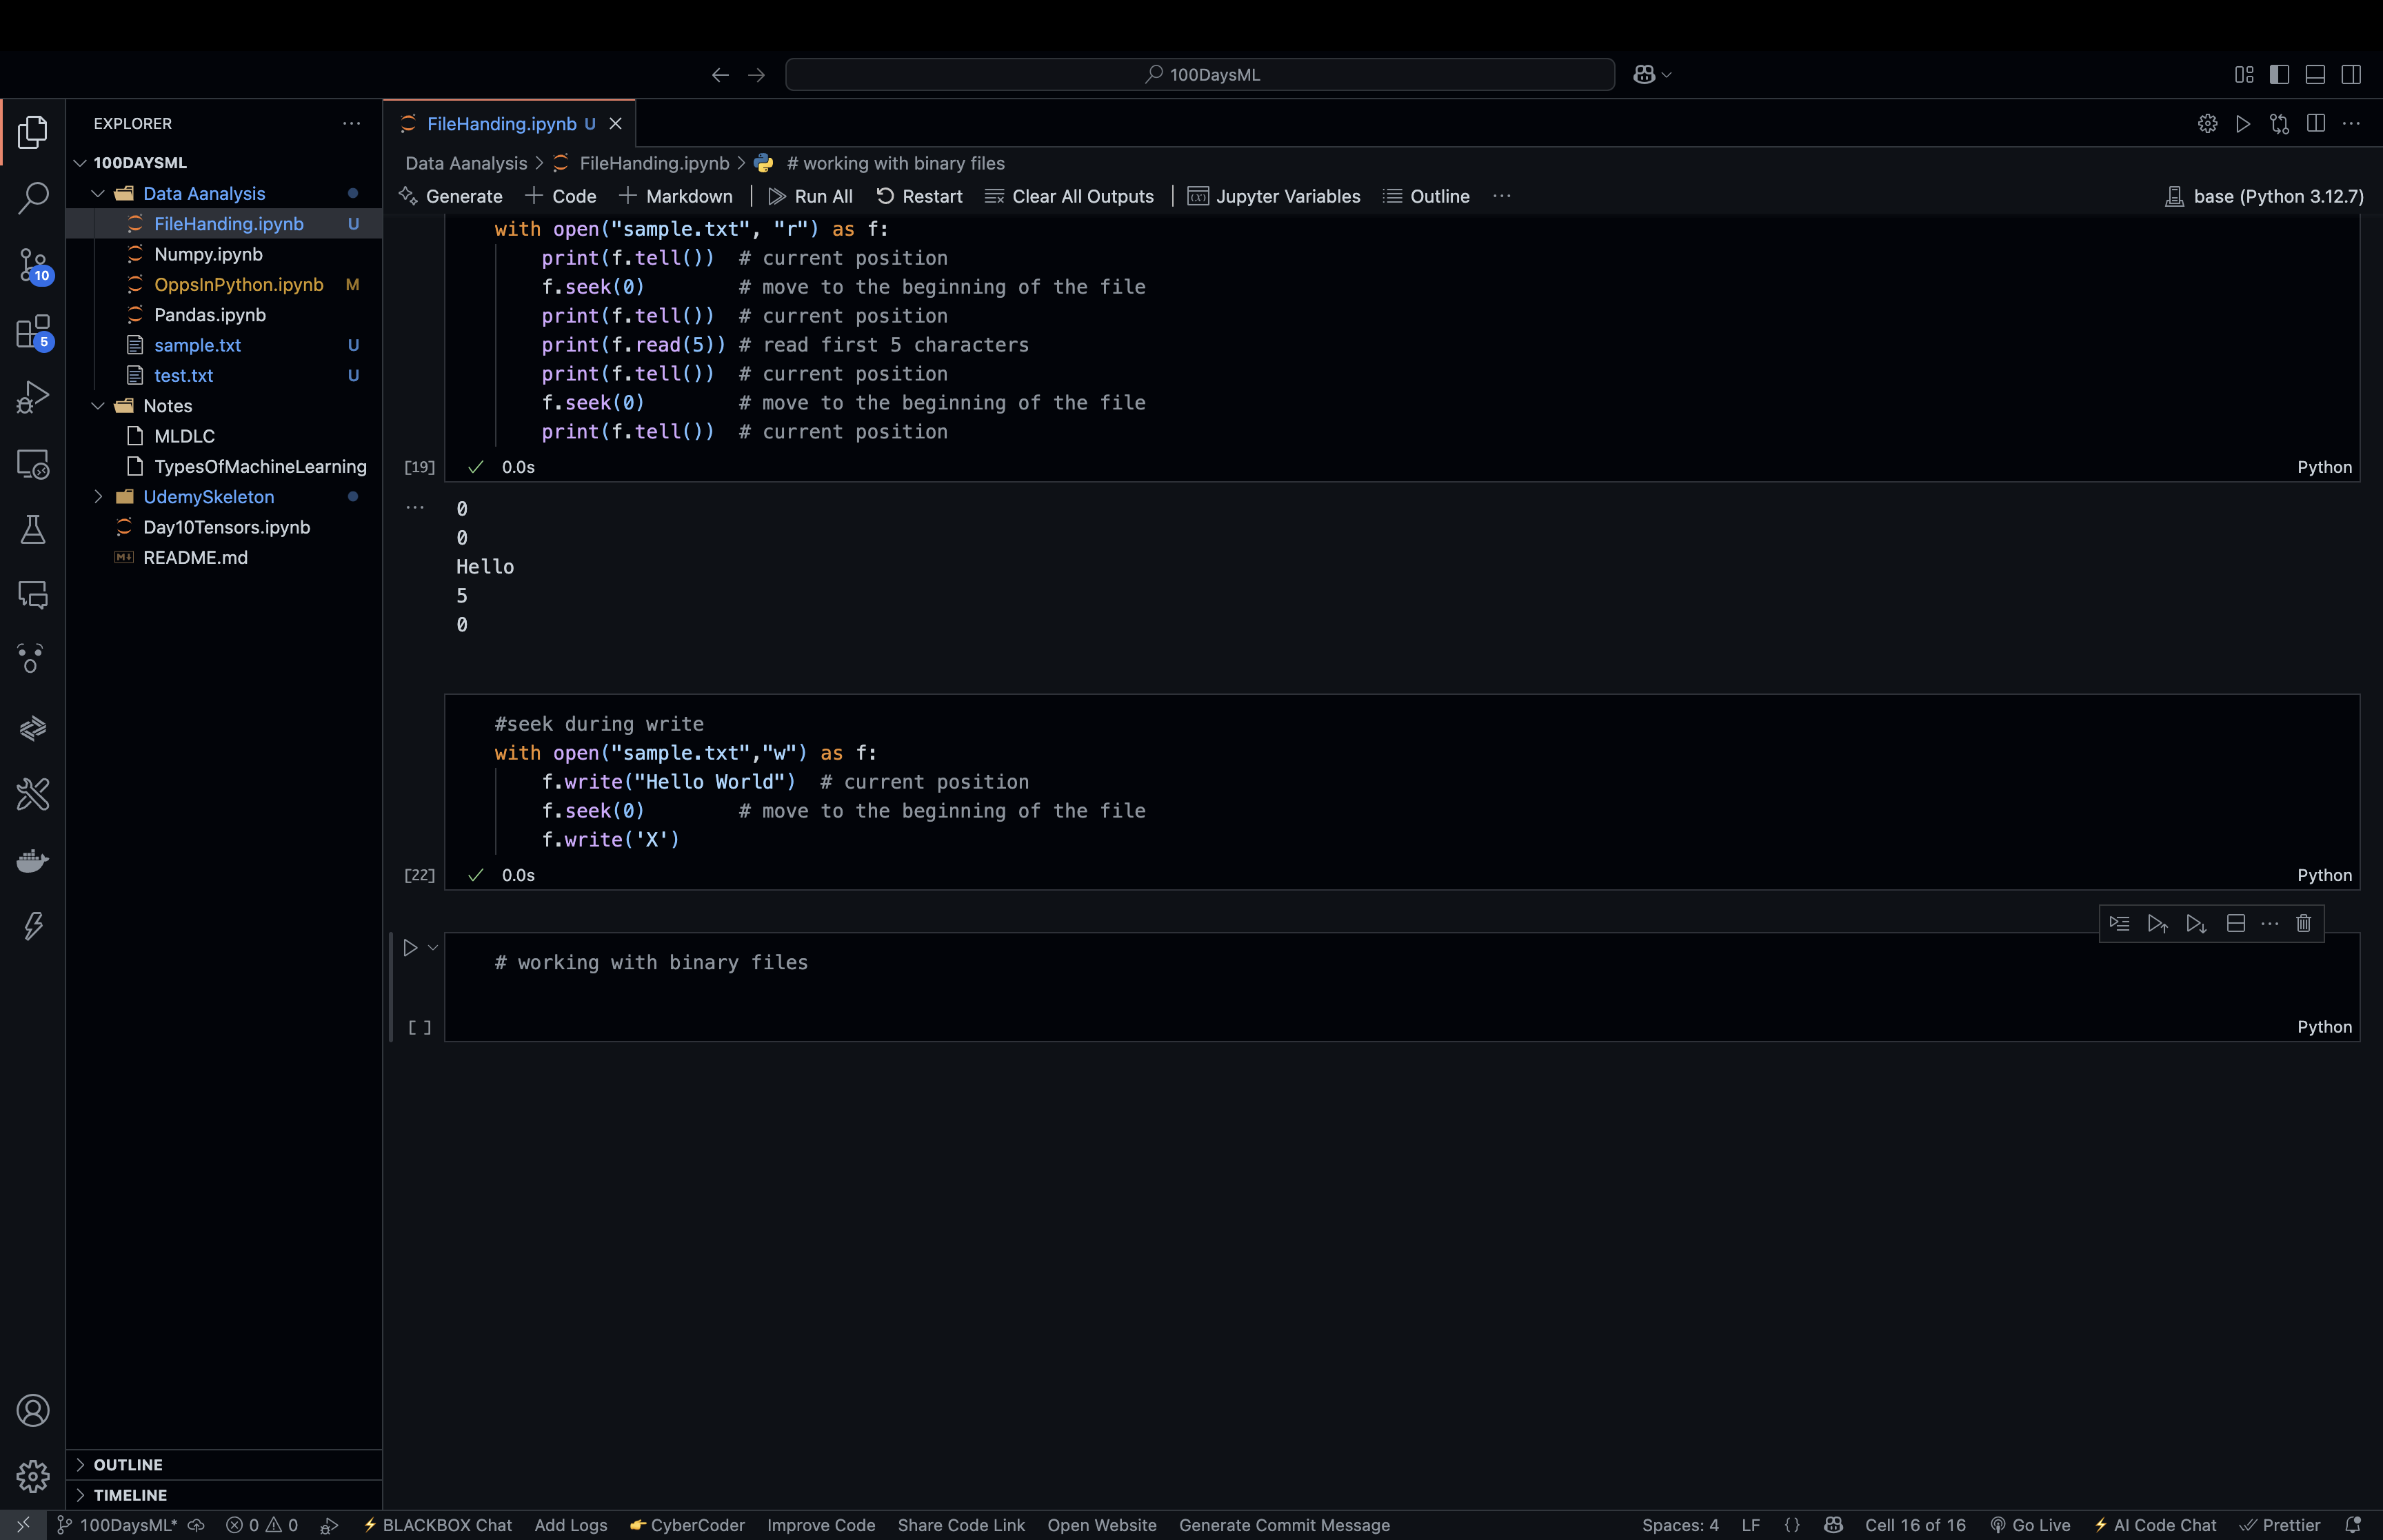 100DaysML
EXPLORER
100DAYSML
Data Aanalysis
FileHanding.ipynb U
Numpy.ipynb
OppsInPython.ipynb M
Pandas.ipynb
sample.txt U
test.txt U
Notes
MLDLC
TypesOfMachineLearning
UdemySkeleton
Day10Tensors.ipynb
README.md
10
5
OUTLINE
TIMELINE
FileHanding.ipynb U
Data Aanalysis > FileHanding.ipynb > # working with binary files
Generate + Code + Markdown | Run All Restart Clear All Outputs | Jupyter Variables Outline ...
base (Python 3.12.7)
with open("sample.txt", "r") as f:
print(f.tell()) # current position
f.seek(0) # move to the beginning of the file
print(f.tell()) # current position
print(f.read(5)) # read first 5 characters
print(f.tell()) # current position
f.seek(0) # move to the beginning of the file
print(f.tell()) # current position
[19] 0.0s Python
0
0
Hello
5
0
#seek during write
with open("sample.txt","w") as f:
f.write("Hello World") # current position
f.seek(0) # move to the beginning of the file
f.write('X')
[22] 0.0s Python
# working with binary files
[ ] Python
100DaysML* 0 0 BLACKBOX Chat Add Logs CyberCoder Improve Code Share Code Link Open Website Generate Commit Message Spaces: 4 LF {} Cell 16 of 16 Go Live AI Code Chat Prettier